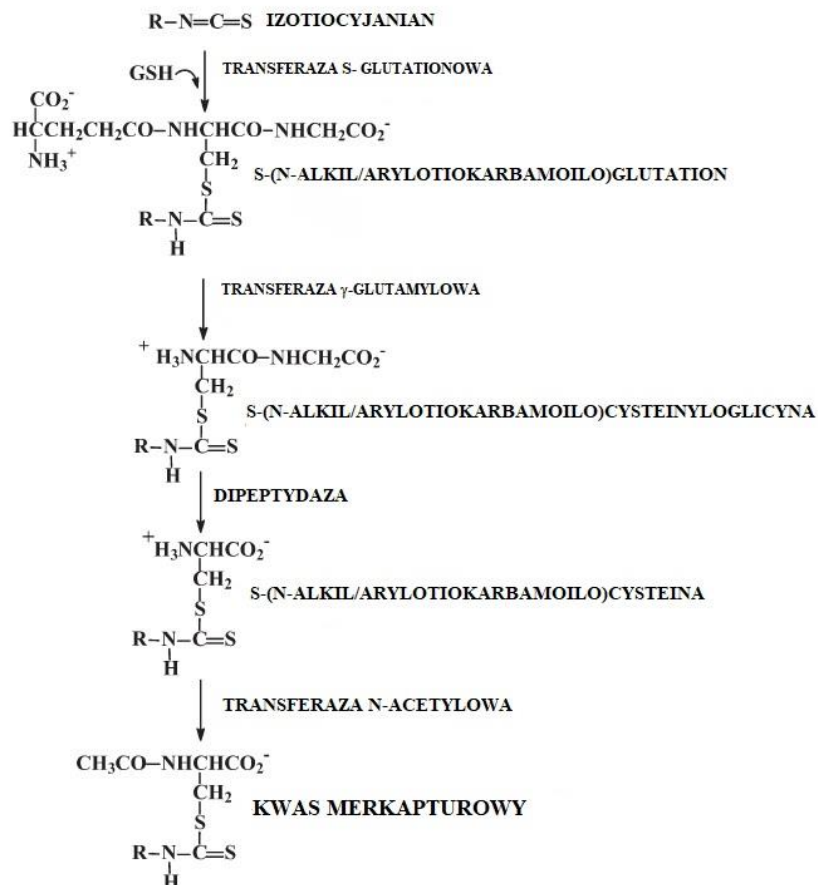 R–N=C=S IZOTIOCYJANIAN
GSH
TRANSFERAZA S- GLUTATIONOWA
CO₂⁻
HCCH₂CH₂CO–NHCHCO–NHCH₂CO₂⁻
NH₃⁺
CH₂
S-(N-ALKIL/ARYLOTIOKARBAMOILO)GLUTATION
S
R–N–C=S
H
TRANSFERAZA γ-GLUTAMYLOWA
⁺H₃NCHCO–NHCH₂CO₂⁻
CH₂
S
S-(N-ALKIL/ARYLOTIOKARBAMOILO)CYSTEINYLOGLICYNA
R–N–C=S
H
DIPEPTYDAZA
⁺H₃NCHCO₂⁻
CH₂
S-(N-ALKIL/ARYLOTIOKARBAMOILO)CYSTEINA
S
R–N–C=S
H
TRANSFERAZA N-ACETYLOWA
CH₃CO–NHCHCO₂⁻
CH₂
KWAS MERKAPTUROWY
S
R–N–C=S
H